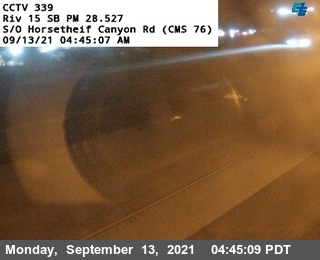 CCTV 339
Riv 15 SB PM 28.527
S/O Horsetheif Canyon Rd (CMS 76)
09/13/21 04:45:07 AM
Monday, September 13, 2021 04:45:09 PDT